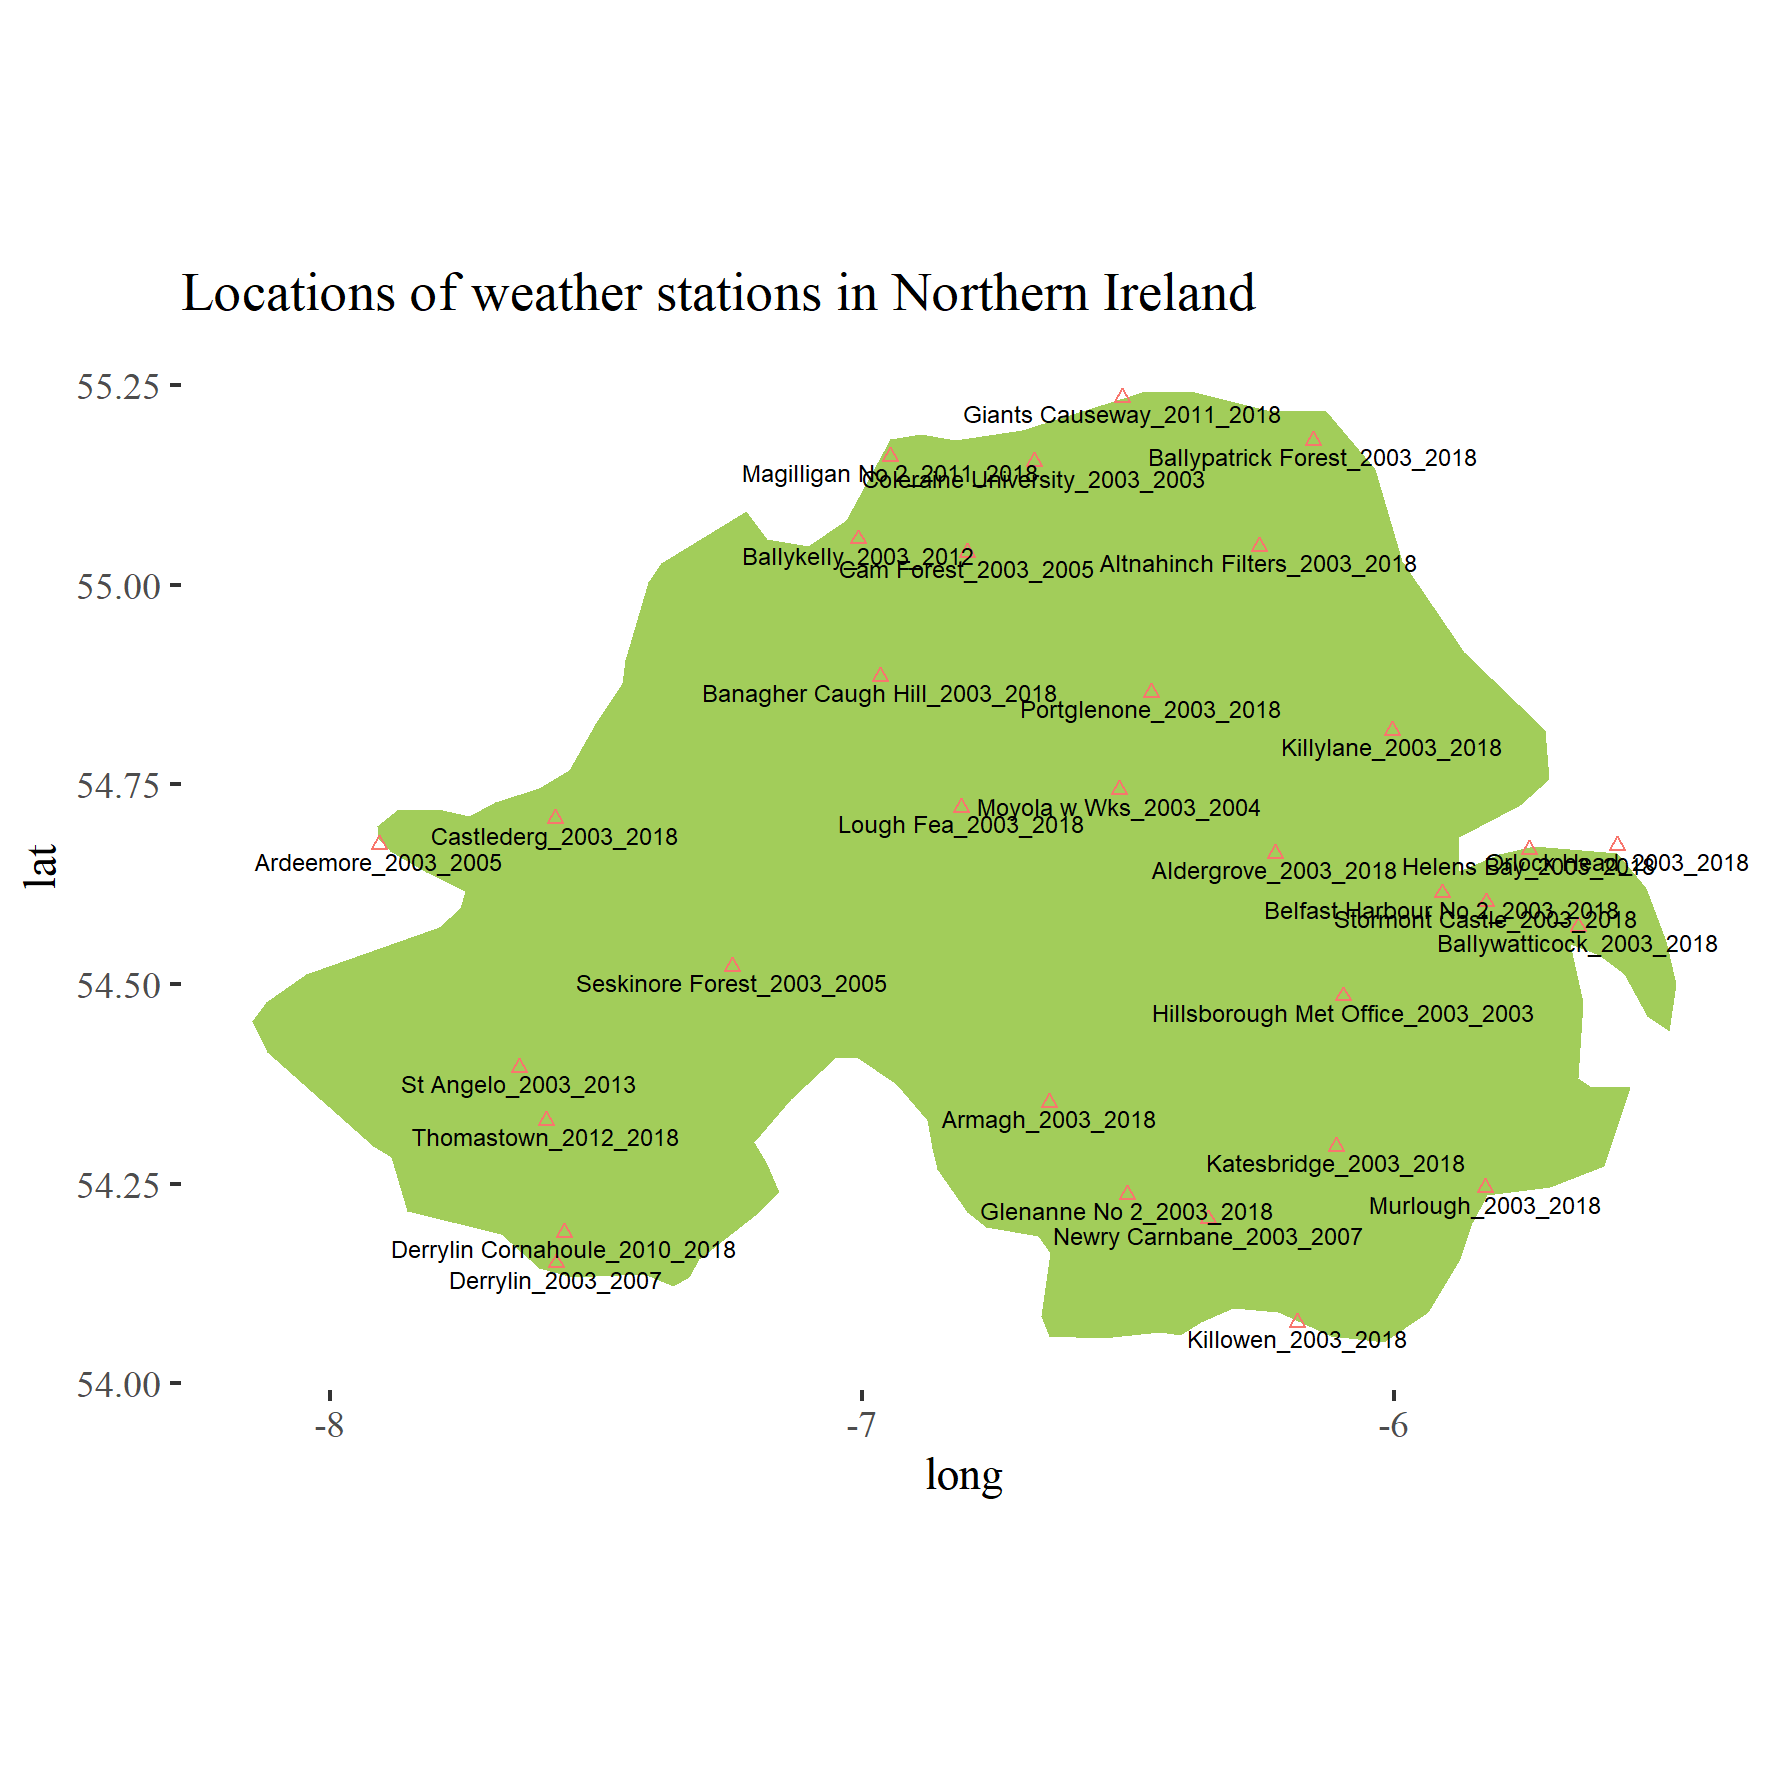 Locations of weather stations in Northern Ireland
55.25
Giants Causeway_2011_2018
Ballypatrick Forest_2003_2018
Magilligan No 2_2011_2018
Coleraine University_2003_2003
Ballykelly_2003_2012
Cam Forest_2003_2005
Altnahinch Filters_2003_2018
55.00
Banagher Caugh Hill_2003_2018
Portglenone_2003_2018
Killylane_2003_2018
54.75
Moyola w Wks_2003_2004
Lough Fea_2003_2018
Castlederg_2003_2018
Ardeemore_2003_2005
Aldergrove_2003_2018
Helens Bay_2003_2018
Orlock Head_2003_2018
Belfast Harbour No 2_2003_2018
Stormont Castle_2003_2018
Ballywatticock_2003_2018
54.50
Seskinore Forest_2003_2005
Hillsborough Met Office_2003_2003
St Angelo_2003_2013
Thomastown_2012_2018
Armagh_2003_2018
Katesbridge_2003_2018
54.25
Murlough_2003_2018
Glenanne No 2_2003_2018
Newry Carnbane_2003_2007
Derrylin Cornahoule_2010_2018
Derrylin_2003_2007
Killowen_2003_2018
54.00
lat
-8
-7
-6
long